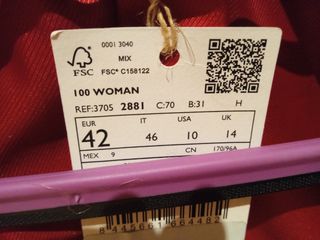 0001 3040
MIX
FSC
FSC® C158122
100 WOMAN
REF:3705 2881 C:70 B:31 H
EUR IT USA UK
42 46 10 14
MEX 9 CN 170/96A
8445661664482